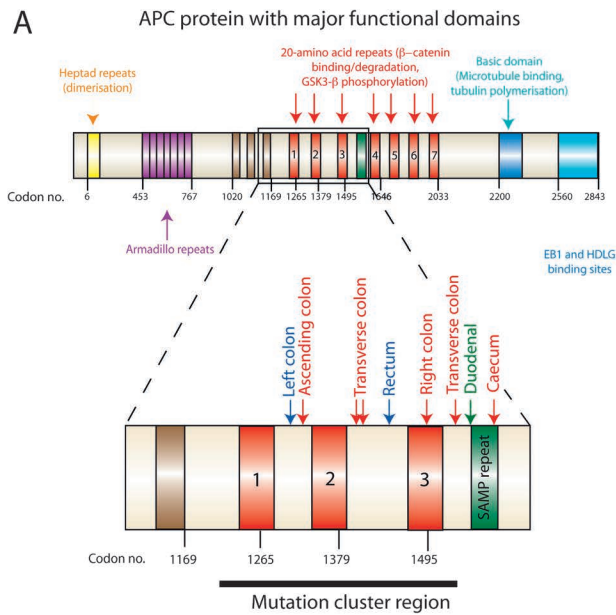 A
APC protein with major functional domains
Heptad repeats
(dimerisation)
20-amino acid repeats (β−catenin
binding/degradation,
GSK3-β phosphorylation)
Basic domain
(Microtubule binding,
tubulin polymerisation)
1 2 3 4 5 6 7
Codon no. 6 453 767 1020 1169 1265 1379 1495 1646 2033 2200 2560 2843
Armadillo repeats
EB1 and HDLG
binding sites
Left colon
Ascending colon
Transverse colon
Rectum
Right colon
Transverse colon
Duodenal
Caecum
1 2 3 SAMP repeat
Codon no. 1169 1265 1379 1495
Mutation cluster region